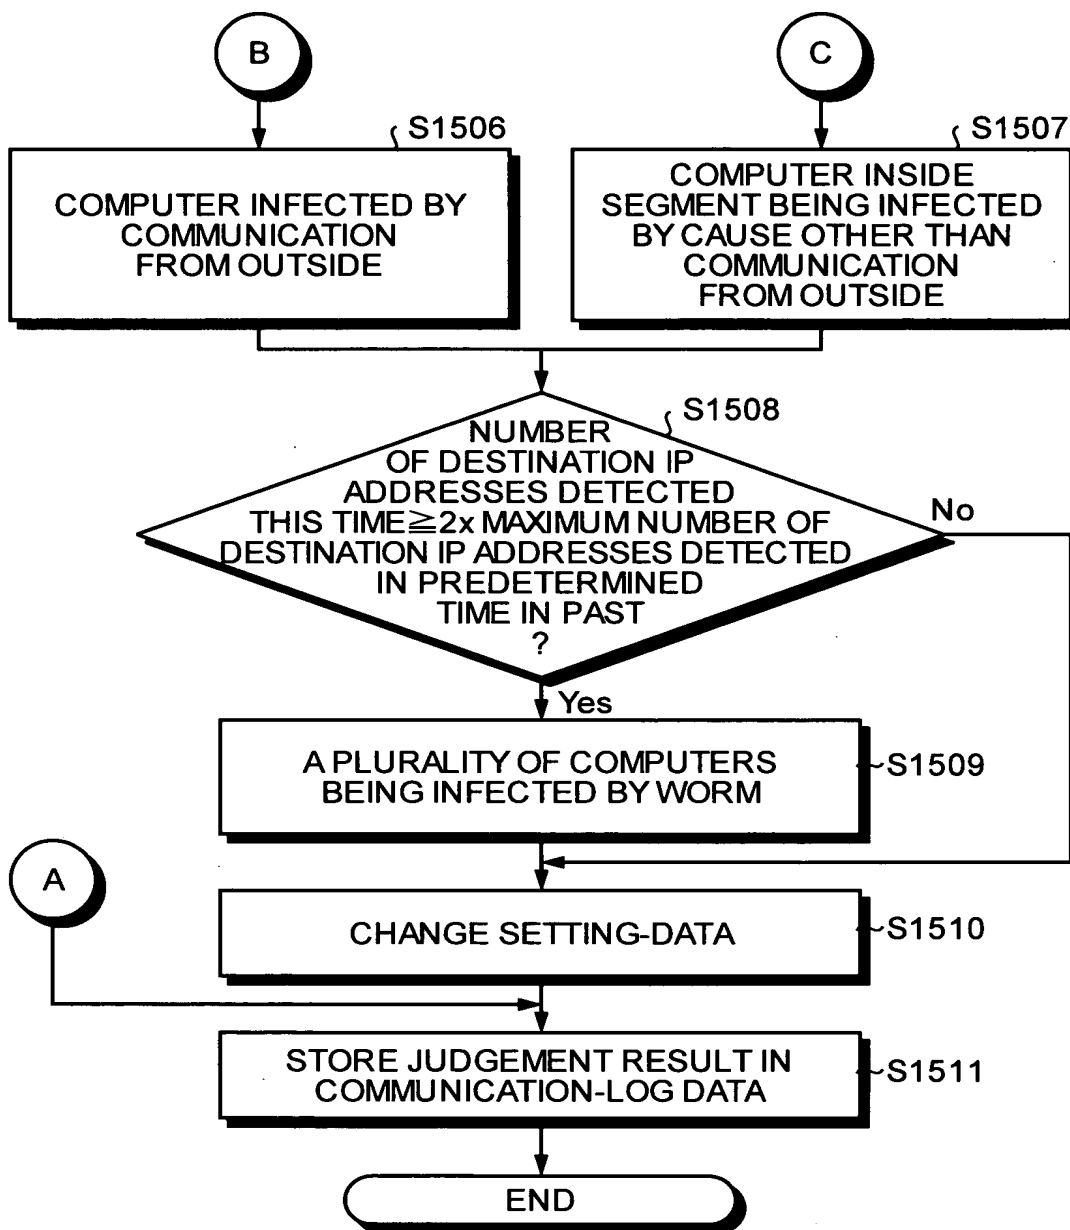 B
C
S1506
S1507
COMPUTER INFECTED BY
COMMUNICATION
FROM OUTSIDE
COMPUTER INSIDE
SEGMENT BEING INFECTED
BY CAUSE OTHER THAN
COMMUNICATION
FROM OUTSIDE
S1508
NUMBER
OF DESTINATION IP
ADDRESSES DETECTED
THIS TIME≧2x MAXIMUM NUMBER OF
DESTINATION IP ADDRESSES DETECTED
IN PREDETERMINED
TIME IN PAST
?
No
Yes
A PLURALITY OF COMPUTERS
BEING INFECTED BY WORM
S1509
A
CHANGE SETTING-DATA
S1510
STORE JUDGEMENT RESULT IN
COMMUNICATION-LOG DATA
S1511
END